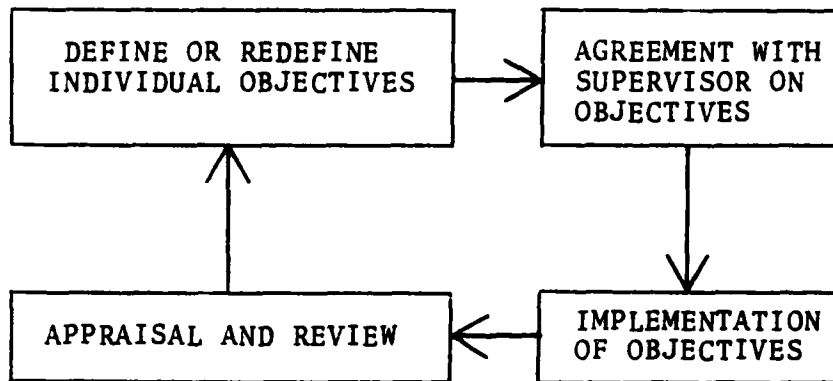 DEFINE OR REDEFINE
INDIVIDUAL OBJECTIVES
AGREEMENT WITH
SUPERVISOR ON
OBJECTIVES
IMPLEMENTATION
OF OBJECTIVES
APPRAISAL AND REVIEW